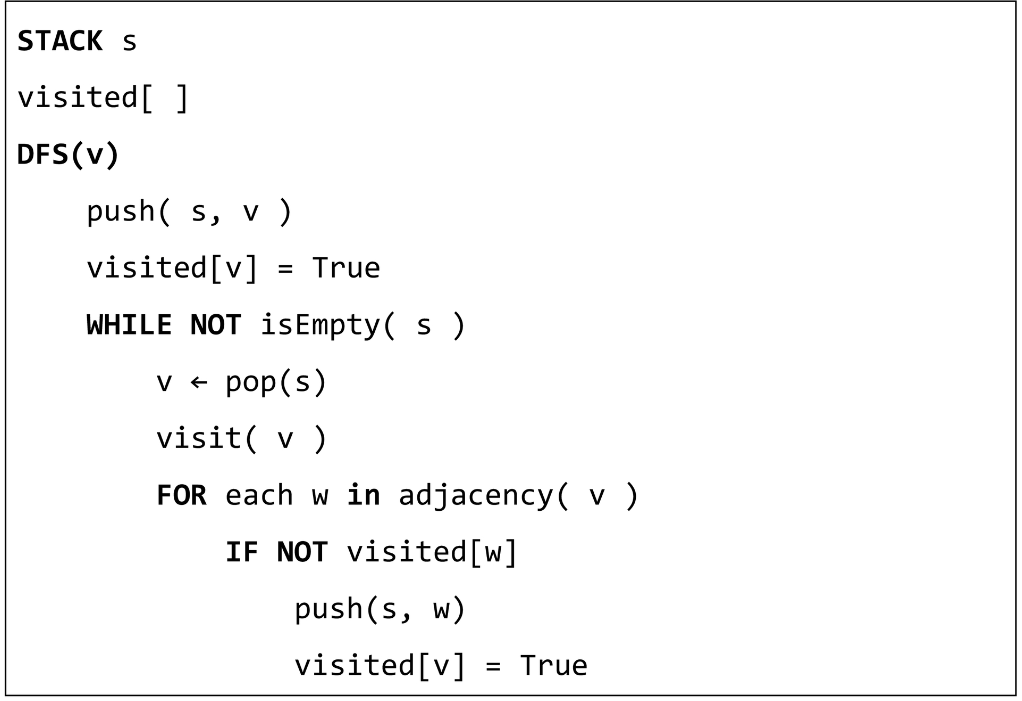 STACK s
visited[ ]
DFS(v)
push( s, v )
visited[v] = True
WHILE NOT isEmpty( s )
v ← pop(s)
visit( v )
FOR each w in adjacency( v )
IF NOT visited[w]
push(s, w)
visited[v] = True